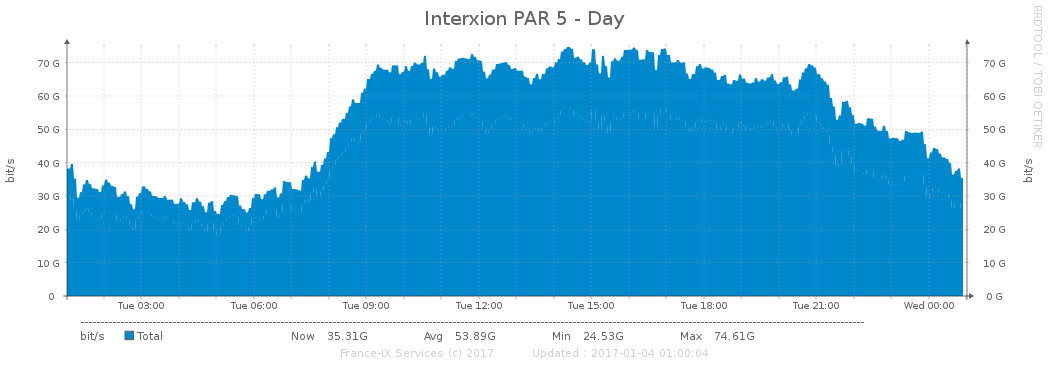 Interxion PAR 5 - Day
RRDTOOL / TOBI OETIKER
bit/s
70 G 70 G
60 G 60 G
50 G 50 G
40 G 40 G
30 G 30 G
20 G 20 G
10 G 10 G
0 0 G
bit/s
Tue 03:00 Tue 06:00 Tue 09:00 Tue 12:00 Tue 15:00 Tue 18:00 Tue 21:00 Wed 00:00
bit/s Total Now 35.31G Avg 53.89G Min 24.53G Max 74.61G
France-IX Services (c) 2017 Updated : 2017-01-04 01:00:04